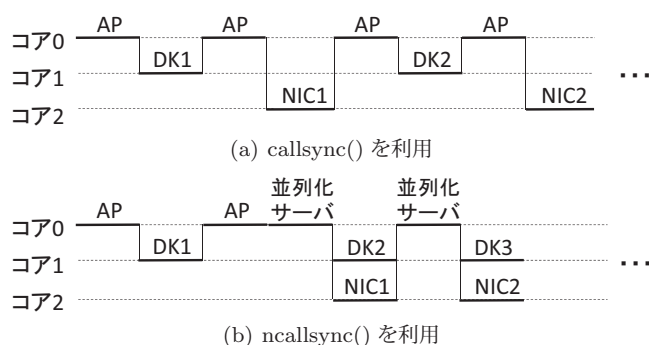 AP AP AP AP
コア0
DK1 DK2
コア1
NIC1 NIC2
コア2
…
(a) callsync() を利用
並列化 並列化
AP AP サーバ サーバ
コア0
DK1 DK2 DK3
コア1
NIC1 NIC2
コア2
…
(b) ncallsync() を利用